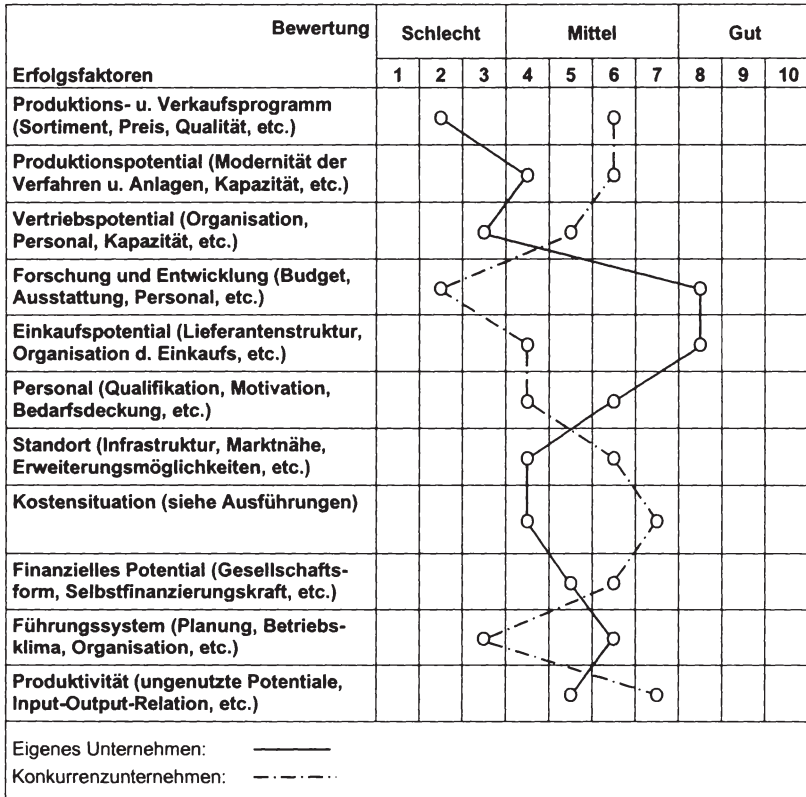 Bewertung
Schlecht
Mittel
Gut
Erfolgsfaktoren
1 2 3 4 5 6 7 8 9 10
Produktions- u. Verkaufsprogramm
(Sortiment, Preis, Qualität, etc.)
Produktionspotential (Modernität der
Verfahren u. Anlagen, Kapazität, etc.)
Vertriebspotential (Organisation,
Personal, Kapazität, etc.)
Forschung und Entwicklung (Budget,
Ausstattung, Personal, etc.)
Einkaufspotential (Lieferantenstruktur,
Organisation d. Einkaufs, etc.)
Personal (Qualifikation, Motivation,
Bedarfsdeckung, etc.)
Standort (Infrastruktur, Marktnähe,
Erweiterungsmöglichkeiten, etc.)
Kostensituation (siehe Ausführungen)
Finanzielles Potential (Gesellschafts-
form, Selbstfinanzierungskraft, etc.)
Führungssystem (Planung, Betriebs-
klima, Organisation, etc.)
Produktivität (ungenutzte Potentiale,
Input-Output-Relation, etc.)
Eigenes Unternehmen:
Konkurrenzunternehmen: